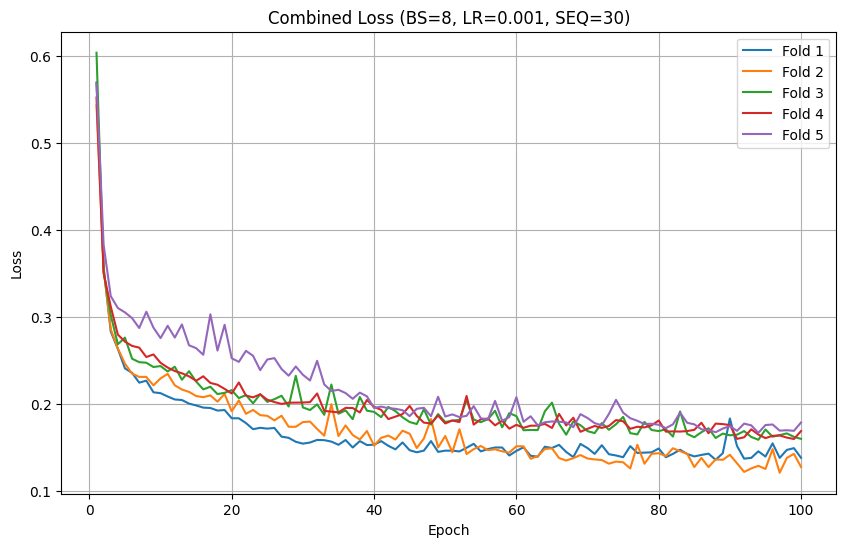 Combined Loss (BS=8, LR=0.001, SEQ=30)
Fold 1
Fold 2
Fold 3
Fold 4
Fold 5
Loss
0.6
0.5
0.4
0.3
0.2
0.1
0 20 40 60 80 100
Epoch